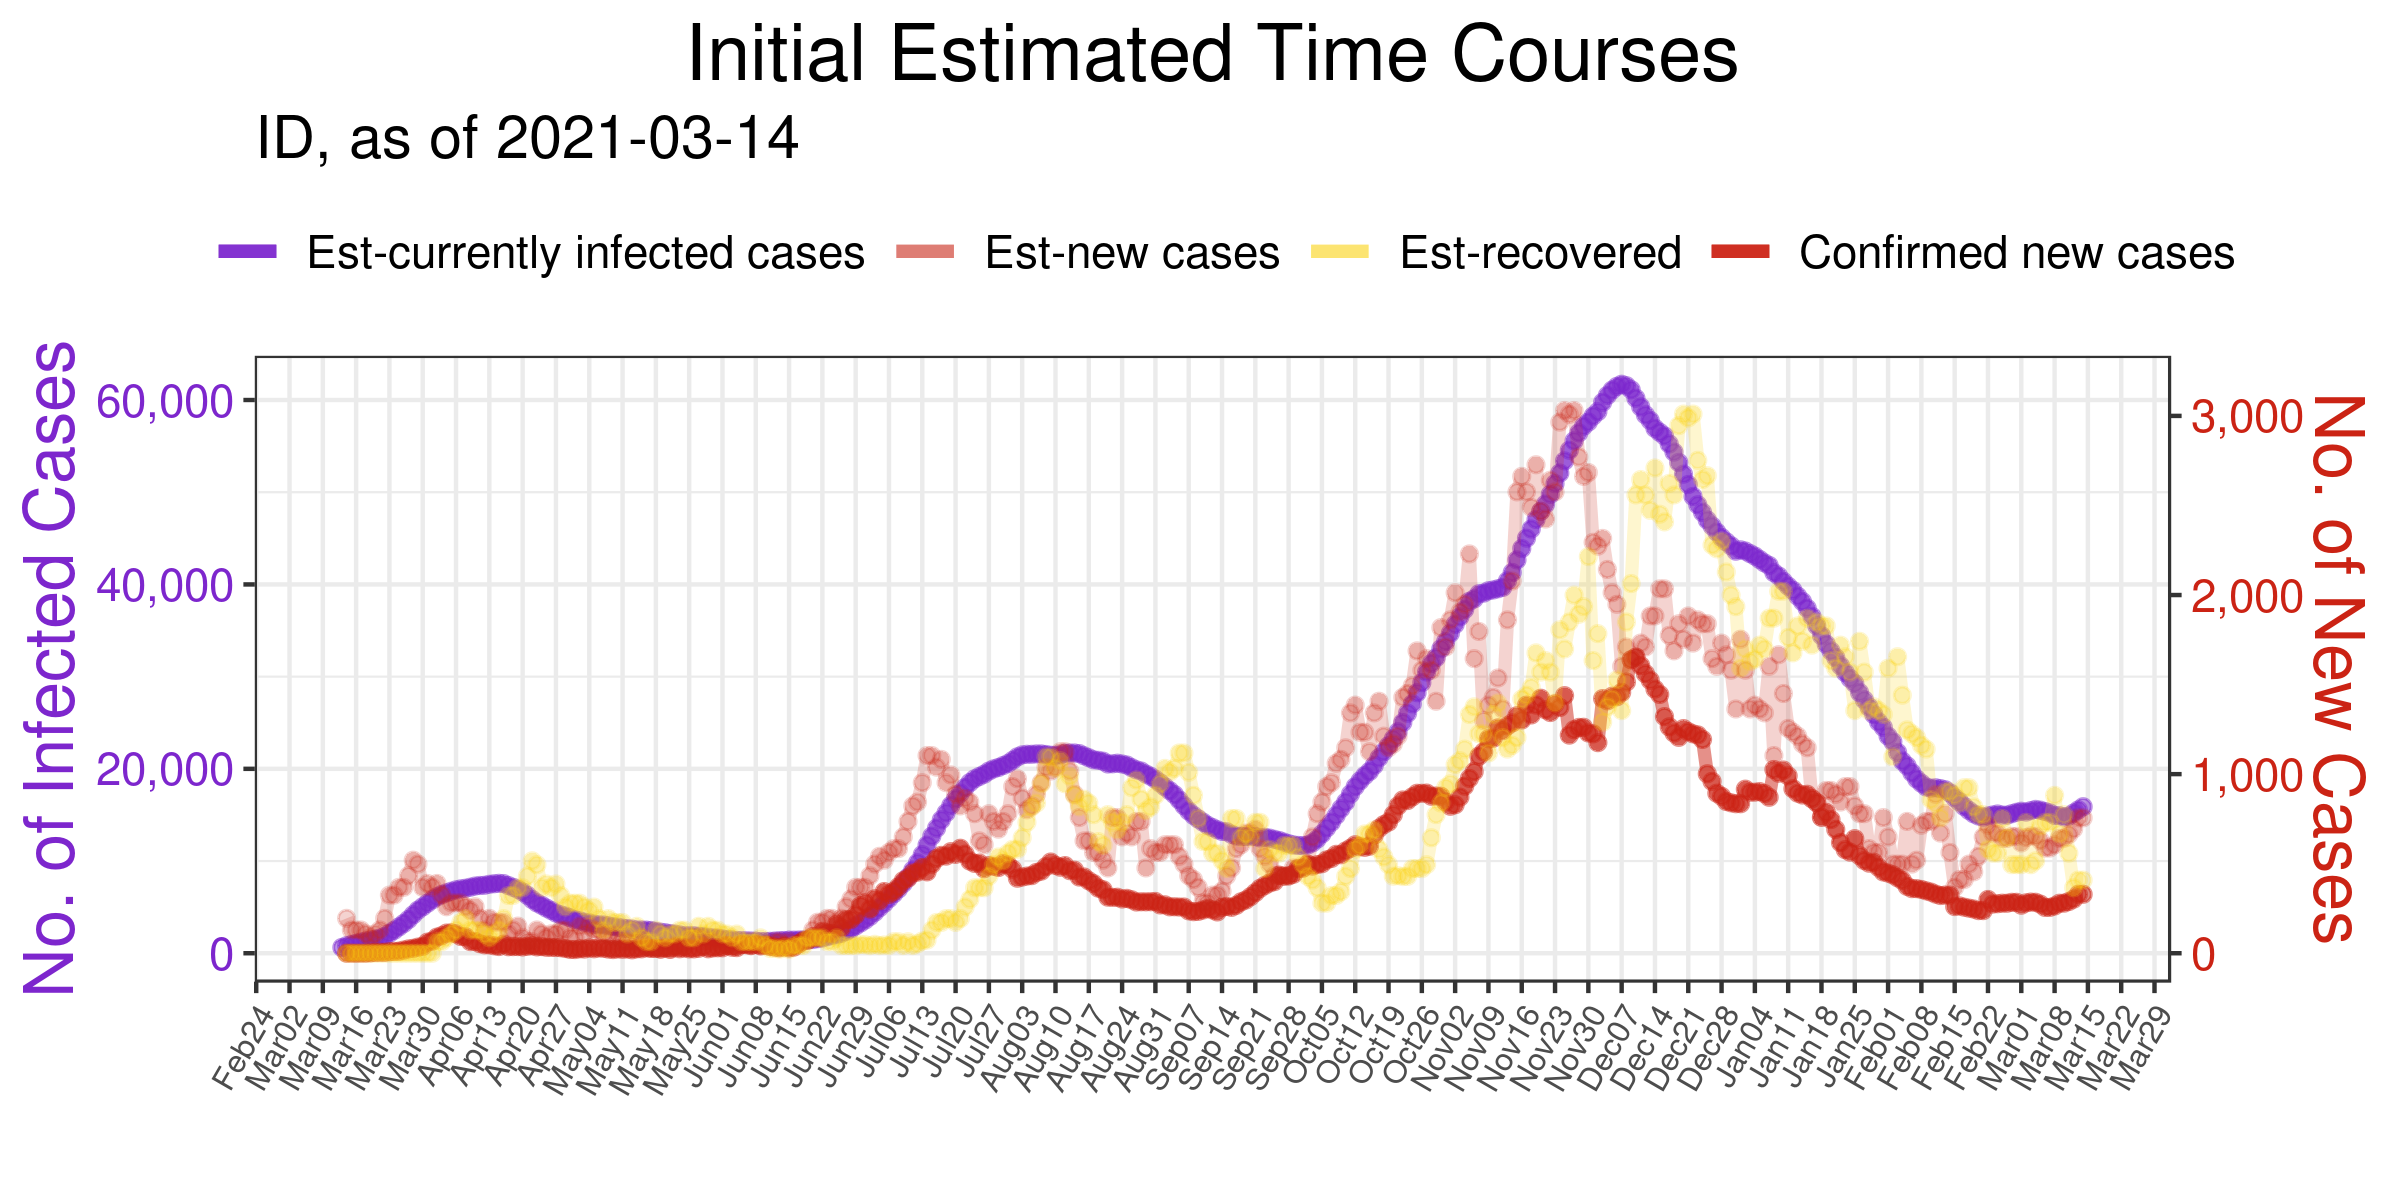 Initial Estimated Time Courses
ID, as of 2021-03-14
Est-currently infected cases Est-new cases Est-recovered Confirmed new cases
No. of Infected Cases
60,000
40,000
20,000
0
3,000
2,000
1,000
0
No. of New Cases
Feb24 Mar02 Mar09 Mar16 Mar23 Mar30 Apr06 Apr13 Apr20 Apr27 May04 May11 May18 May25 Jun01 Jun08 Jun15 Jun22 Jun29 Jul06 Jul13 Jul20 Jul27 Aug03 Aug10 Aug17 Aug24 Aug31 Sep07 Sep14 Sep21 Sep28 Oct05 Oct12 Oct19 Oct26 Nov02 Nov09 Nov16 Nov23 Nov30 Dec07 Dec14 Dec21 Dec28 Jan04 Jan11 Jan18 Jan25 Feb01 Feb08 Feb15 Feb22 Mar01 Mar08 Mar15 Mar22 Mar29